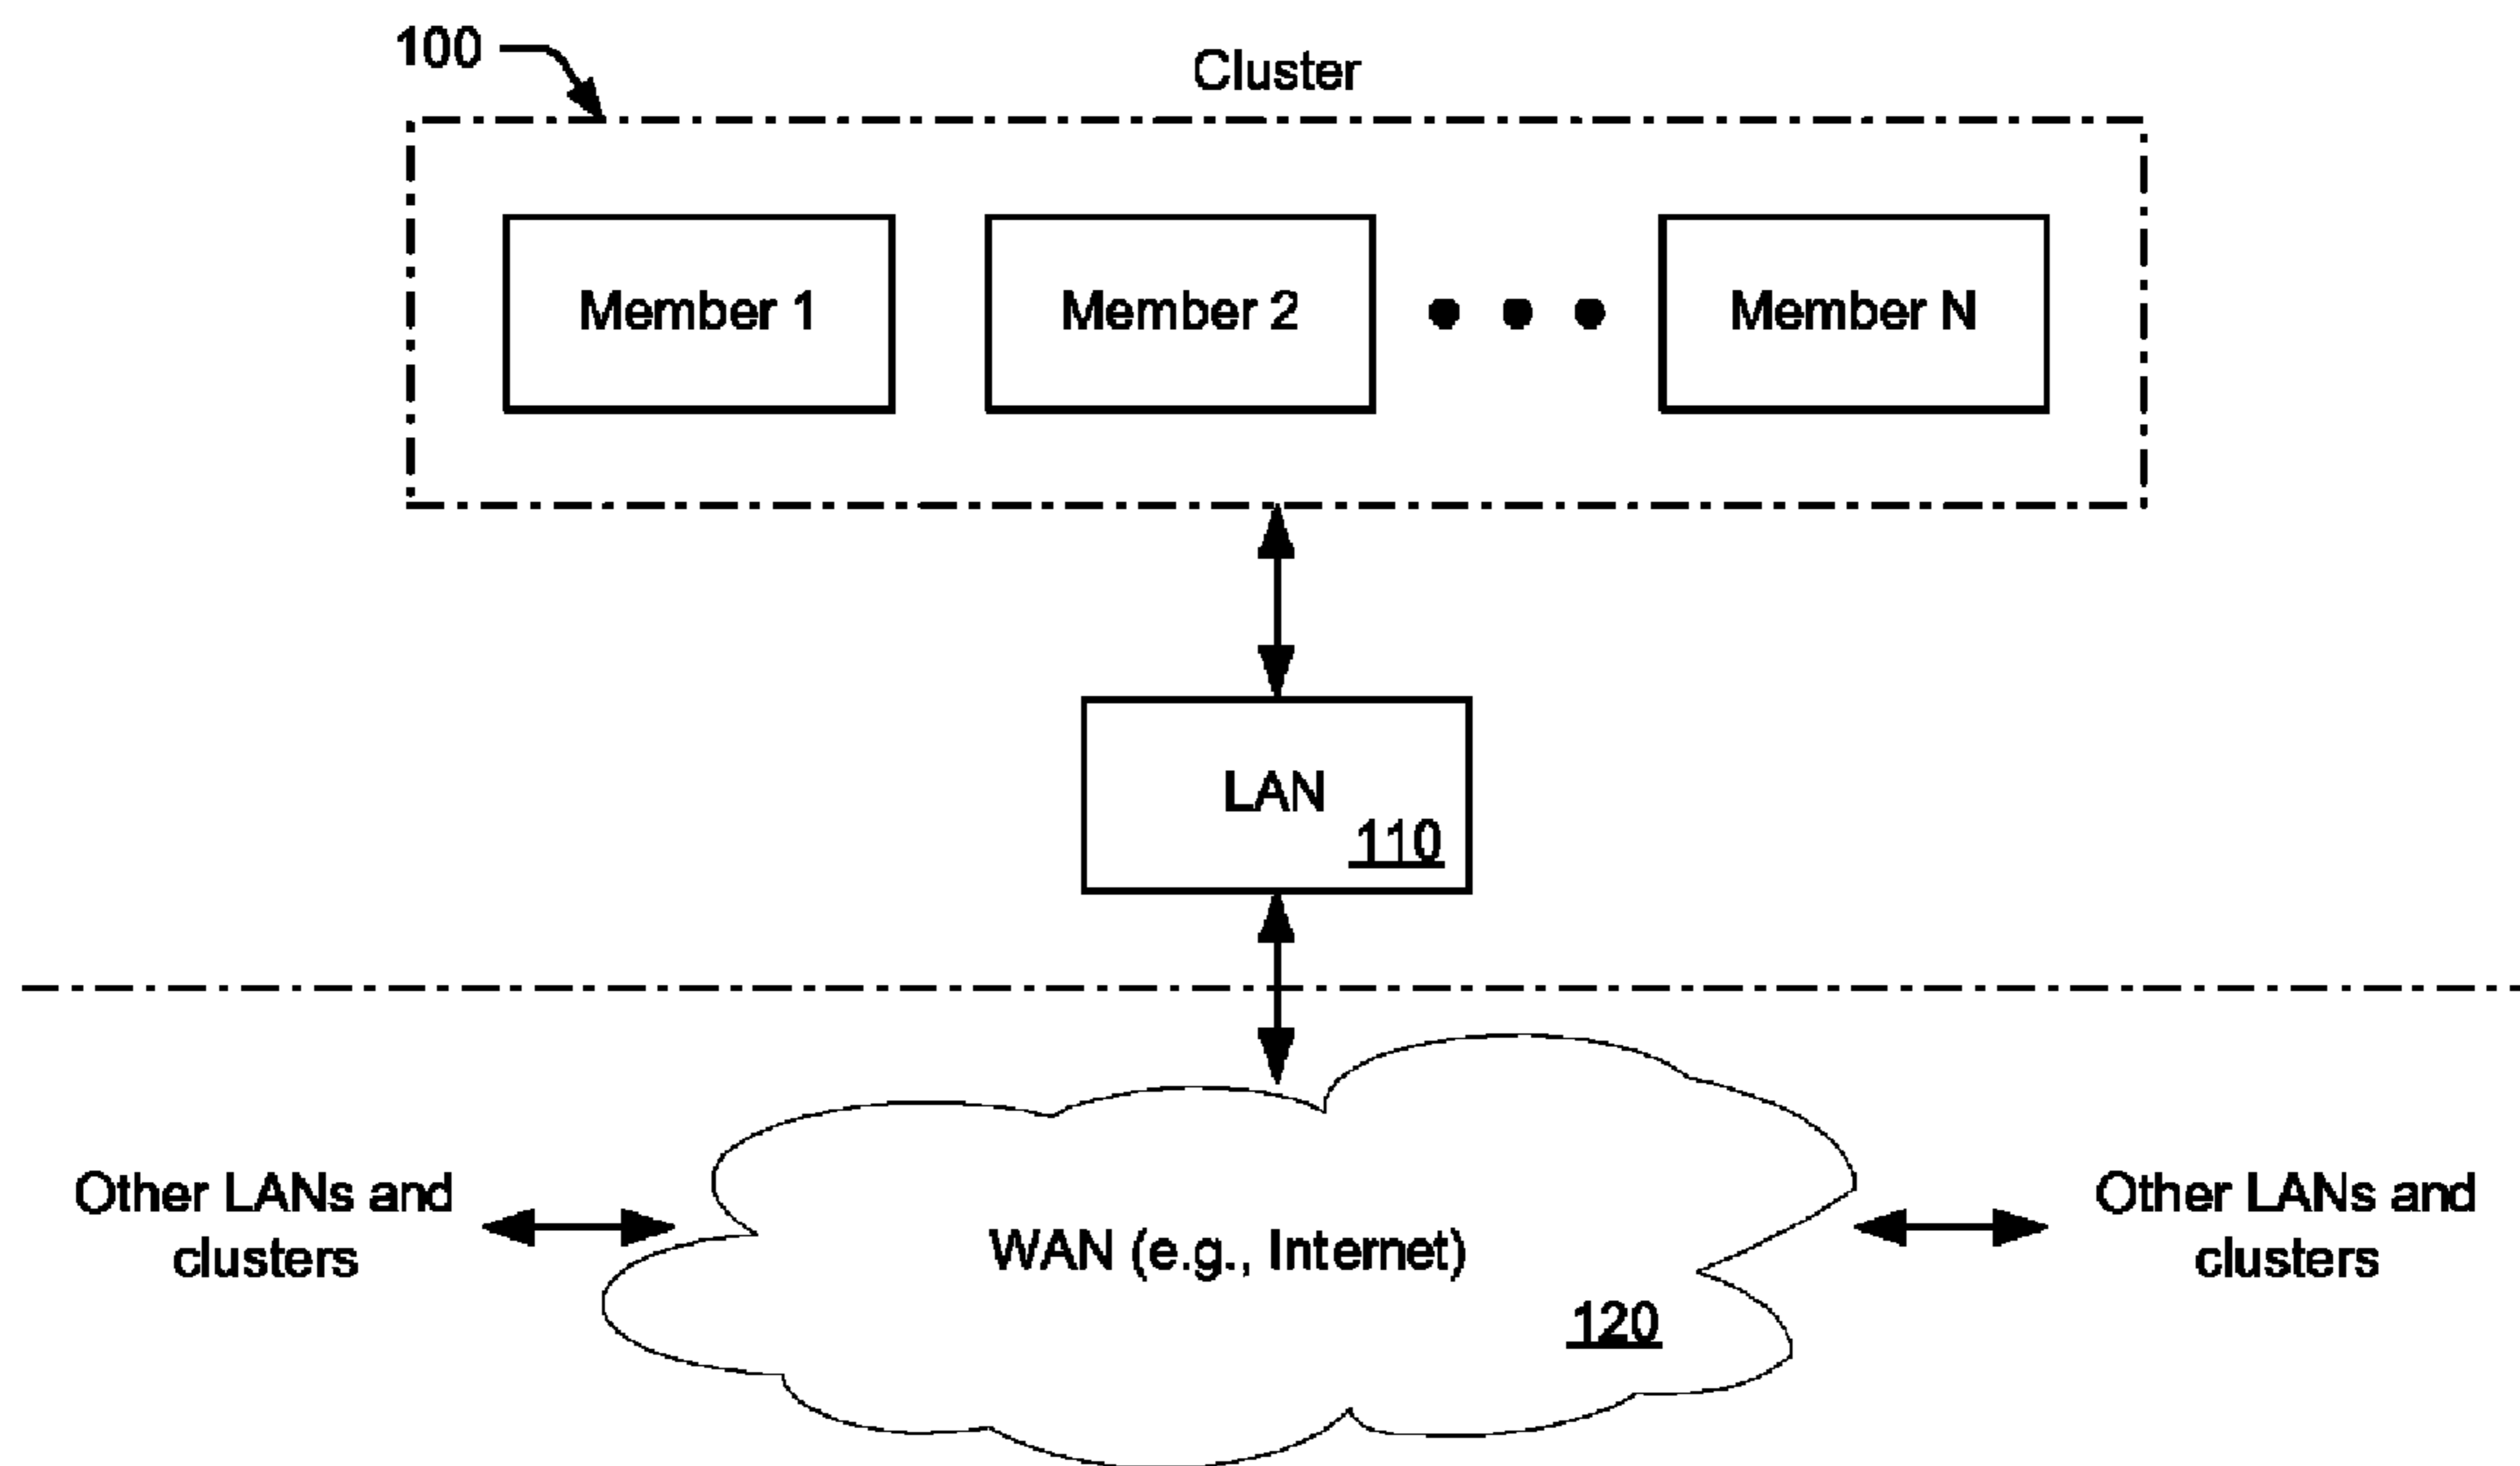 100
Cluster
Member 1
Member 2
Member N
LAN
110
Other LANs and
clusters
WAN (e.g., Internet)
120
Other LANs and
clusters